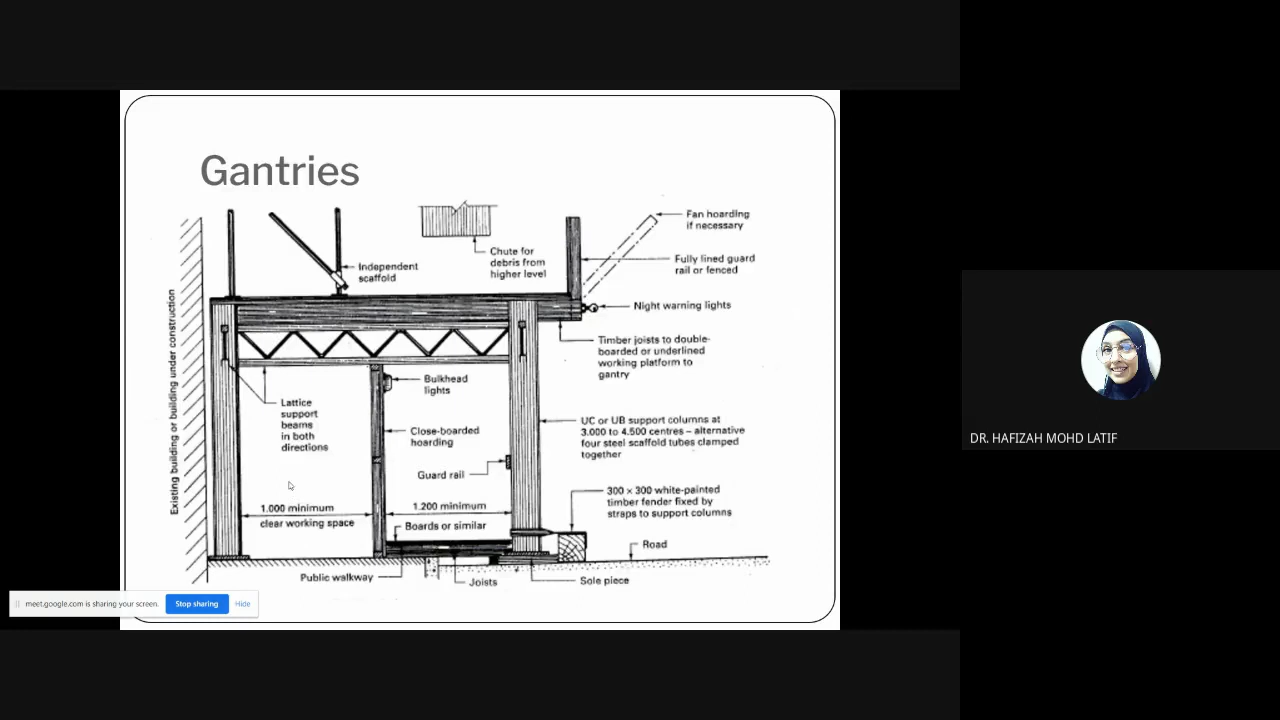 Gantries
Fan hoarding
if necessary
Chute for
debris from
higher level
Fully lined guard
rail or fenced
Independent
scaffold
Night warning lights
Timber joists to double-
boarded or underlined
working platform to
gantry
Existing building or building under construction
Lattice
support
beams
in both
directions
Bulkhead
lights
Close-boarded
hoarding
UC or UB support columns at
3.000 to 4.500 centres – alternative
four steel scaffold tubes clamped
together
Guard rail
300 × 300 white-painted
timber fender fixed by
straps to support columns
1.000 minimum
clear working space
1.200 minimum
Boards or similar
Road
Public walkway
Joists
Sole piece
meet.google.com is sharing your screen.
Stop sharing
Hide
DR. HAFIZAH MOHD LATIF